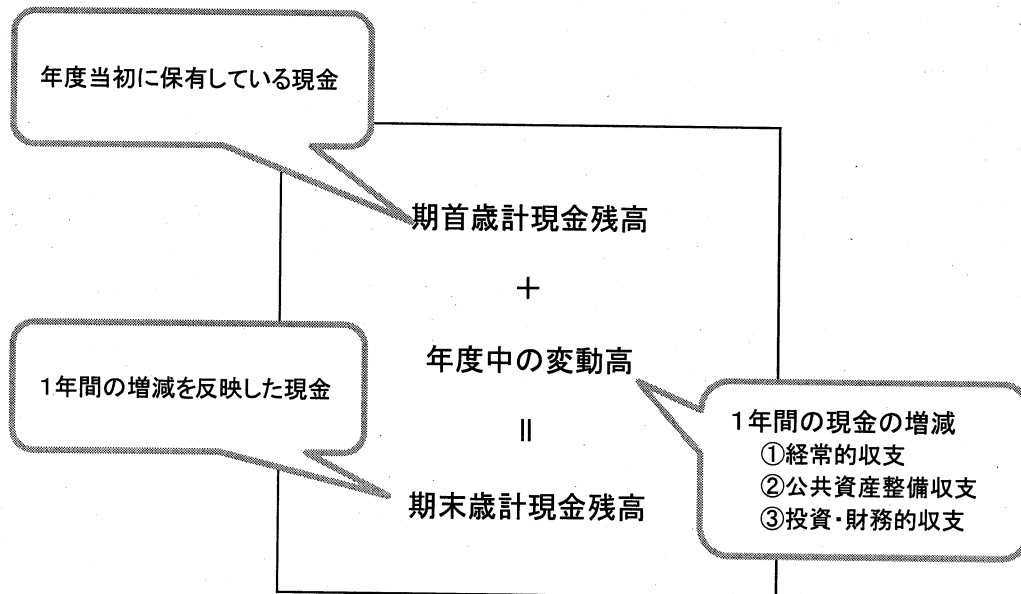 年度当初に保有している現金
期首歳計現金残高
＋
年度中の変動高
１年間の増減を反映した現金
＝
１年間の現金の増減
①経常的収支
②公共資産整備収支
③投資・財務的収支
期末歳計現金残高